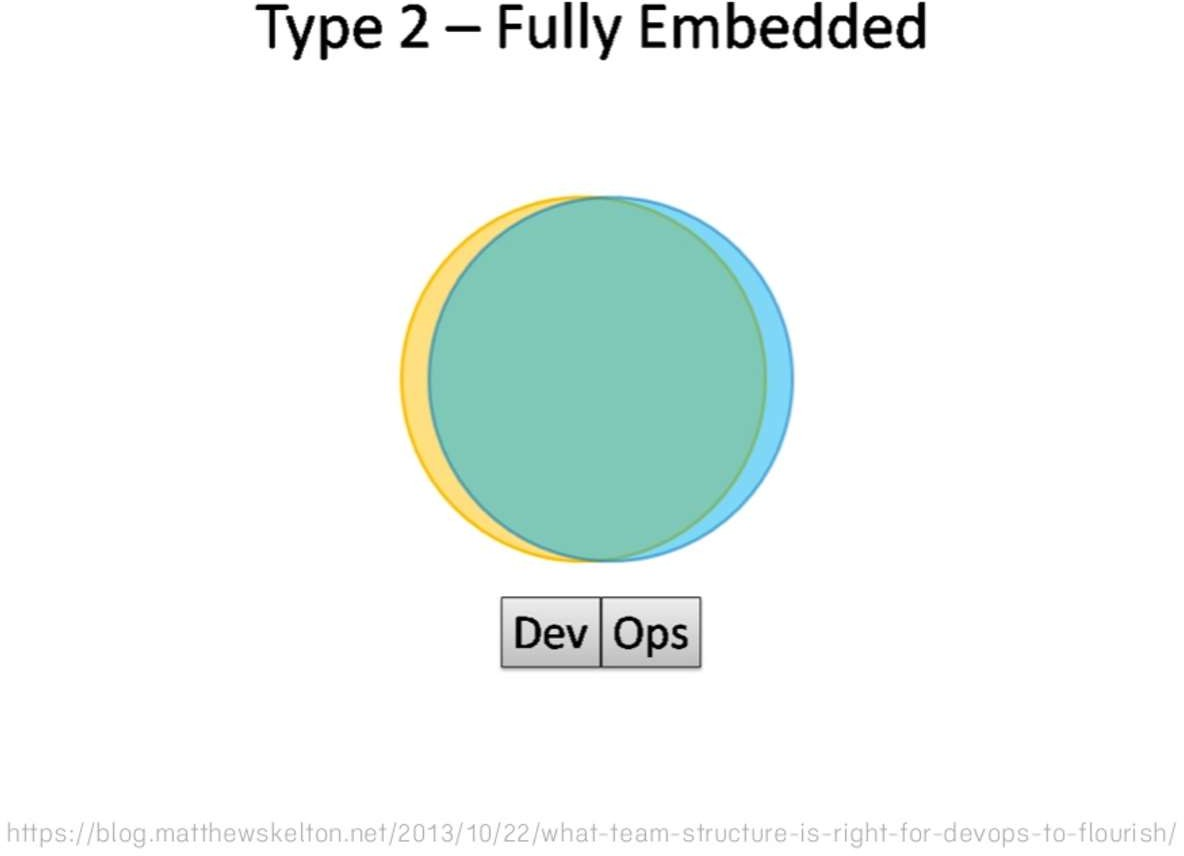 Type 2 – Fully Embedded
Dev Ops
https://blog.matthewskelton.net/2013/10/22/what-team-structure-is-right-for-devops-to-flourish/